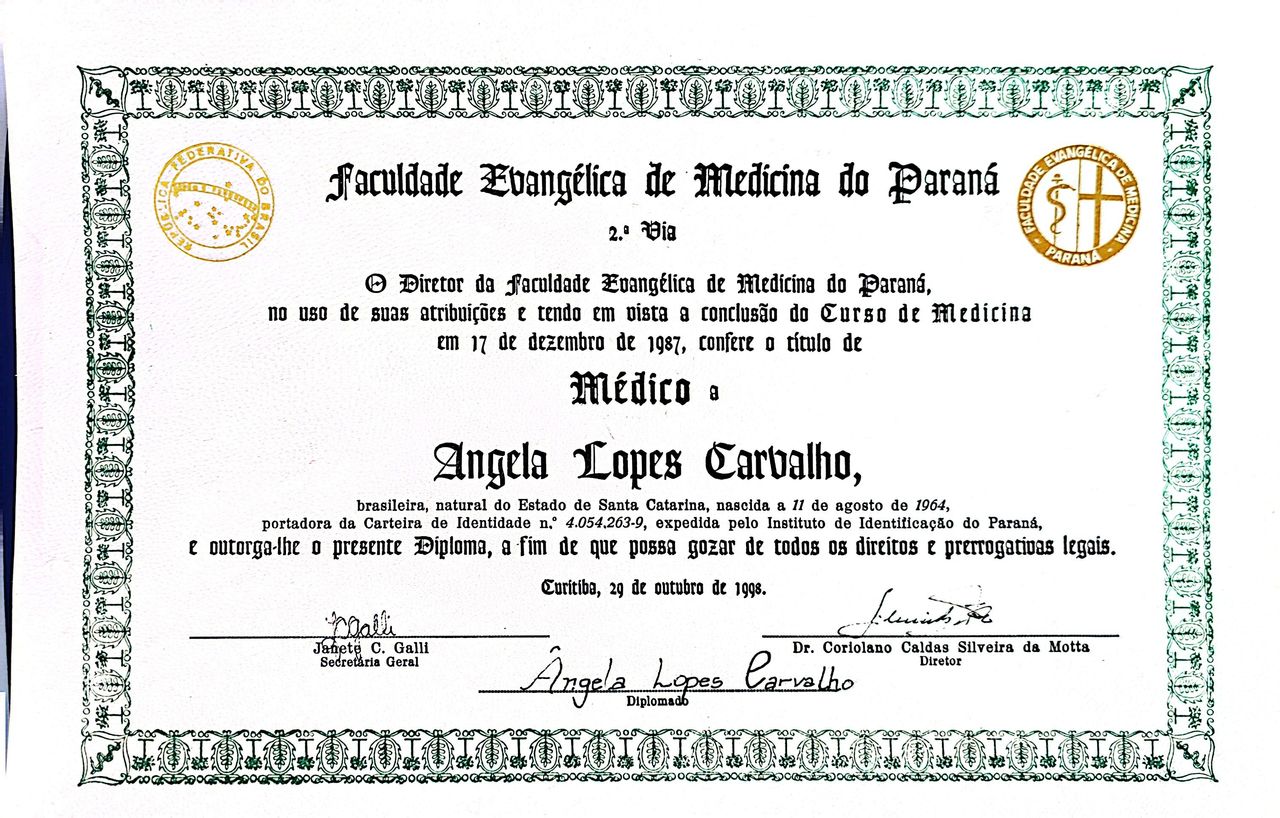 REPÚBLICA FEDERATIVA DO BRASIL
ORDEM E PROGRESSO
FACULDADE EVANGÉLICA DE MEDICINA
PARANÁ
Faculdade Evangélica de Medicina do Paraná
2.ª Via
O Diretor da Faculdade Evangélica de Medicina do Paraná,
no uso de suas atribuições e tendo em vista a conclusão do Curso de Medicina
em 17 de dezembro de 1987, confere o título de
Médico a
Angela Lopes Carvalho,
brasileira, natural do Estado de Santa Catarina, nascida a 11 de agosto de 1964,
portadora da Carteira de Identidade n.º 4.054.263-9, expedida pelo Instituto de Identificação do Paraná,
e outorga-lhe o presente Diploma, a fim de que possa gozar de todos os direitos e prerrogativas legais.
Curitiba, 29 de outubro de 1998.
JCGalli
Janete C. Galli
Secretária Geral
Dr. Coriolano Caldas Silveira da Motta
Diretor
Ângela Lopes Carvalho
Diplomado